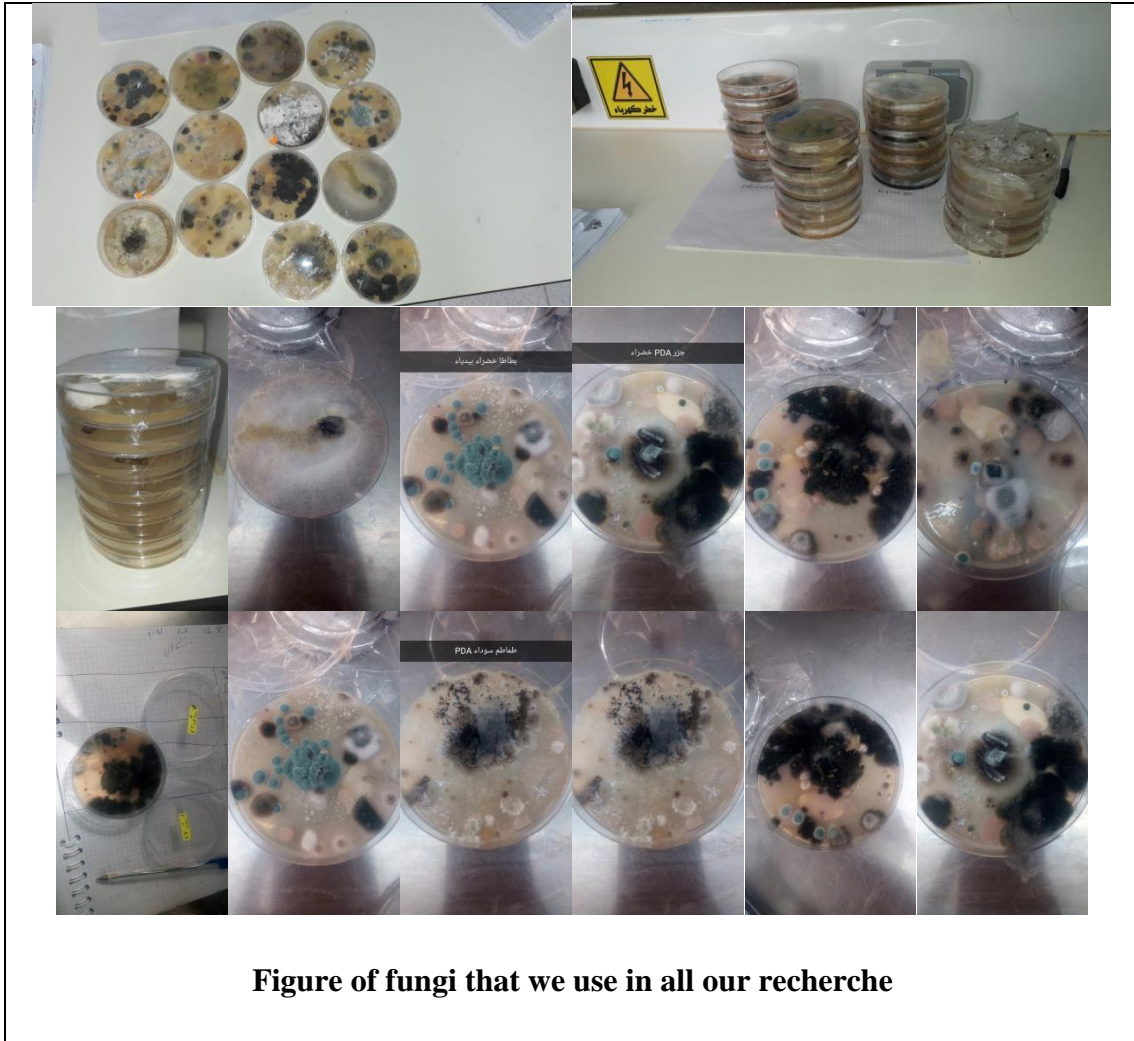 خطر كهرباء
بطاطا خضراء بيدياء
جزر PDA خضراء
طماطم سوداء PDA
Figure of fungi that we use in all our recherche